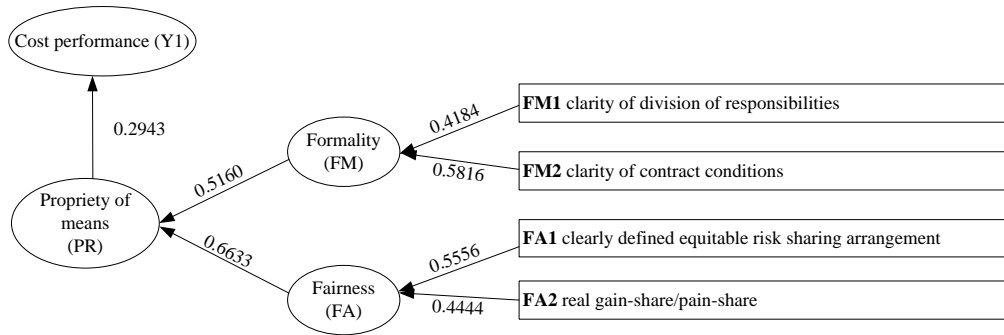 Cost performance (Y1)
0.2943
Propriety of
means
(PR)
0.5160
0.6633
Formality
(FM)
Fairness
(FA)
0.4184
0.5816
0.5556
0.4444
FM1 clarity of division of responsibilities
FM2 clarity of contract conditions
FA1 clearly defined equitable risk sharing arrangement
FA2 real gain-share/pain-share